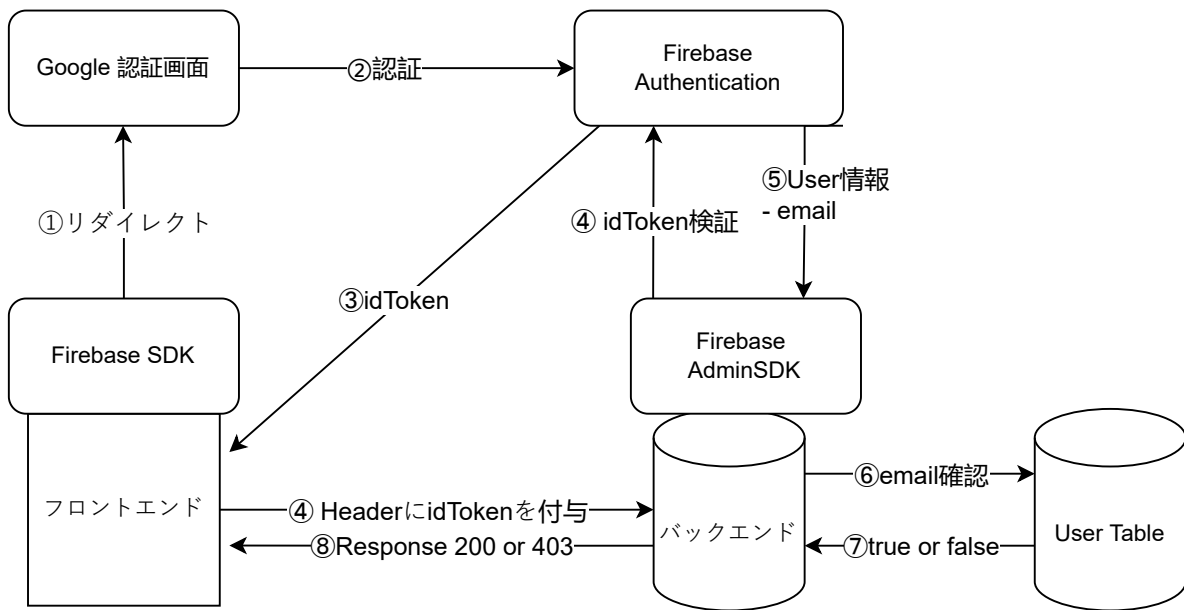 Google 認証画面
②認証
Firebase
Authentication
①リダイレクト
④ idToken検証
⑤User情報
- email
③idToken
Firebase SDK
Firebase
AdminSDK
フロントエンド
④ HeaderにidTokenを付与
⑧Response 200 or 403
バックエンド
⑥email確認
⑦true or false
User Table